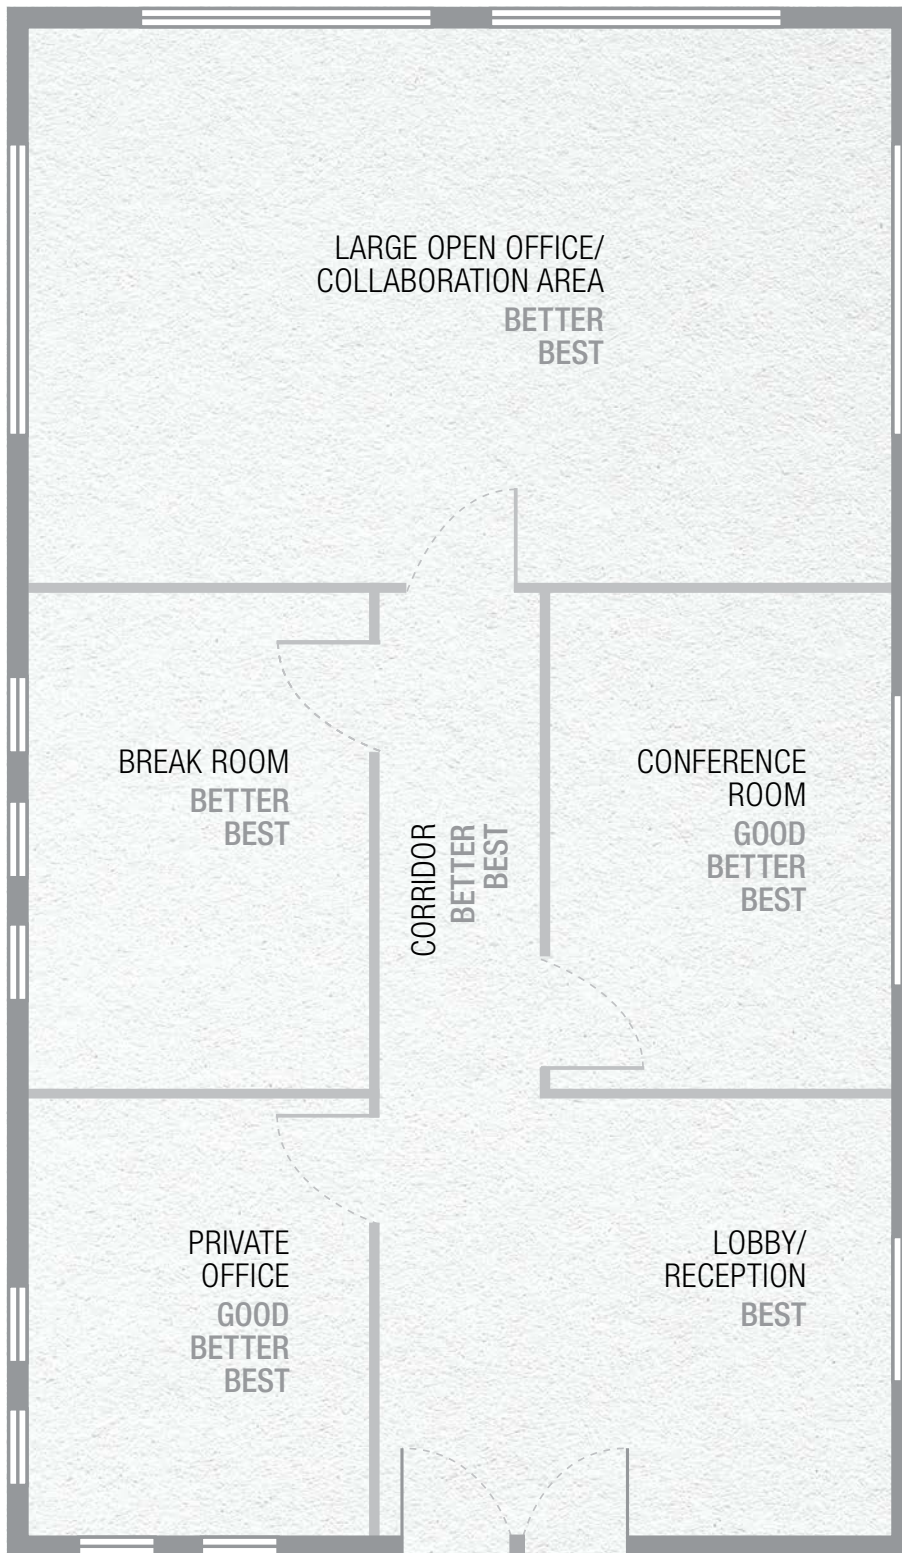 LARGE OPEN OFFICE/
COLLABORATION AREA
BETTER
BEST
BREAK ROOM
BETTER
BEST
CORRIDOR
BETTER
BEST
CONFERENCE
ROOM
GOOD
BETTER
BEST
PRIVATE
OFFICE
GOOD
BETTER
BEST
LOBBY/
RECEPTION
BEST